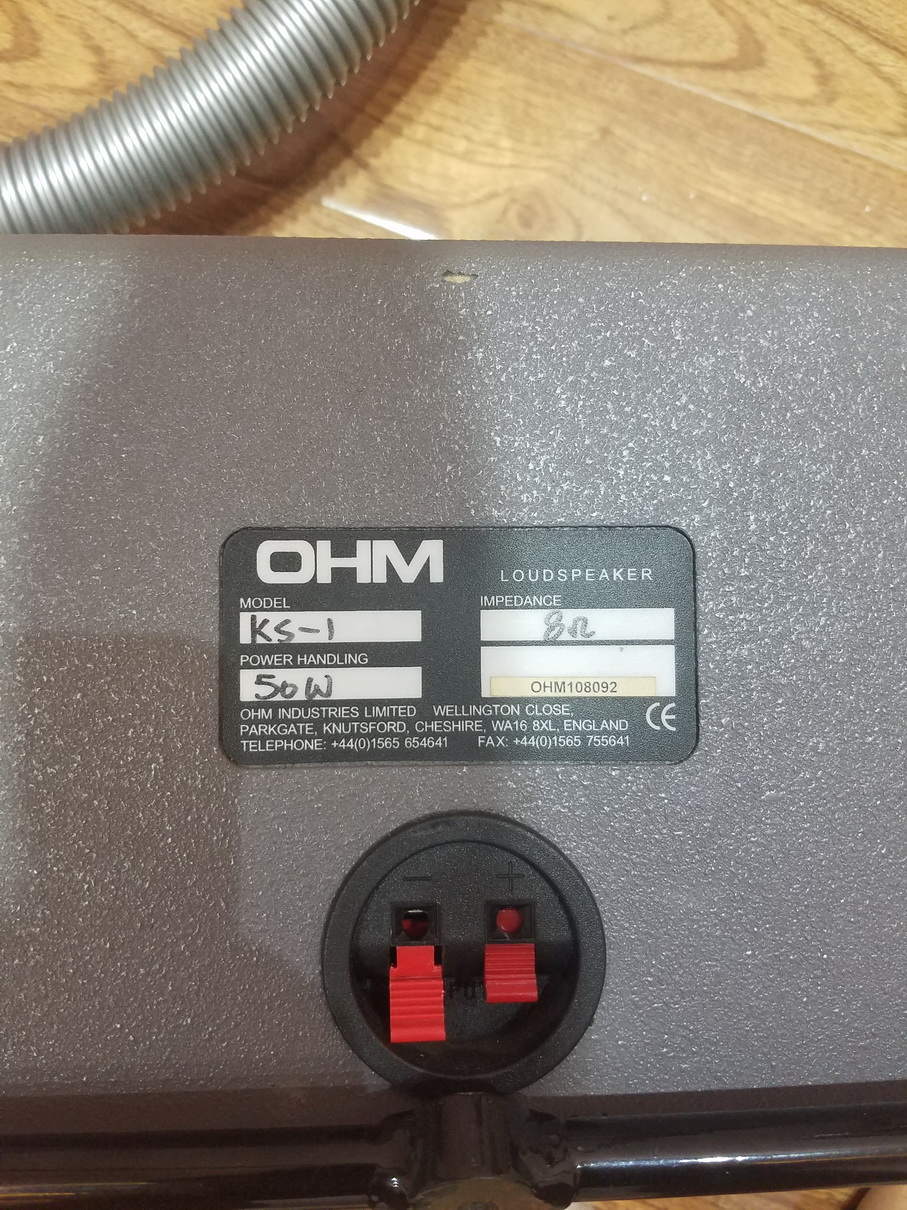 OHM
LOUDSPEAKER
MODEL
KS-1
IMPEDANCE
8Ω
POWER HANDLING
50W
OHM108092
OHM INDUSTRIES LIMITED WELLINGTON CLOSE,
PARKGATE, KNUTSFORD, CHESHIRE, WA16 8XL, ENGLAND
TELEPHONE: +44(0)1565 654641 FAX: +44(0)1565 755641
CE
− +